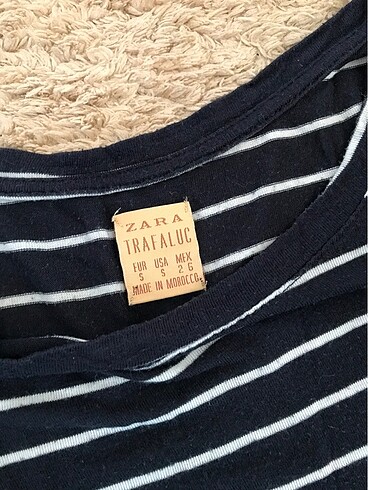 ZARA
TRAFALUC
EUR USA MEX
S S 26
MADE IN MOROCCO